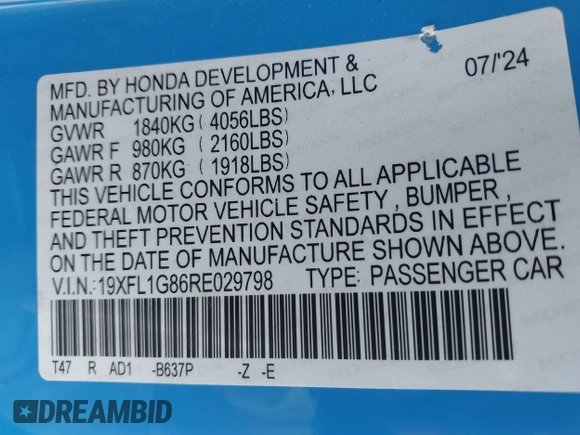 MFD. BY HONDA DEVELOPMENT & 07/'24
MANUFACTURING OF AMERICA, LLC
GVWR 1840KG ( 4056LBS )
GAWR F 980KG ( 2160LBS )
GAWR R 870KG ( 1918LBS )
THIS VEHICLE CONFORMS TO ALL APPLICABLE
FEDERAL MOTOR VEHICLE SAFETY , BUMPER ,
AND THEFT PREVENTION STANDARDS IN EFFECT
ON THE DATE OF MANUFACTURE SHOWN ABOVE.
V.I.N.: 19XFL1G86RE029798 TYPE: PASSENGER CAR
T47 R AD1 -B637P -Z -E
DREAMBID